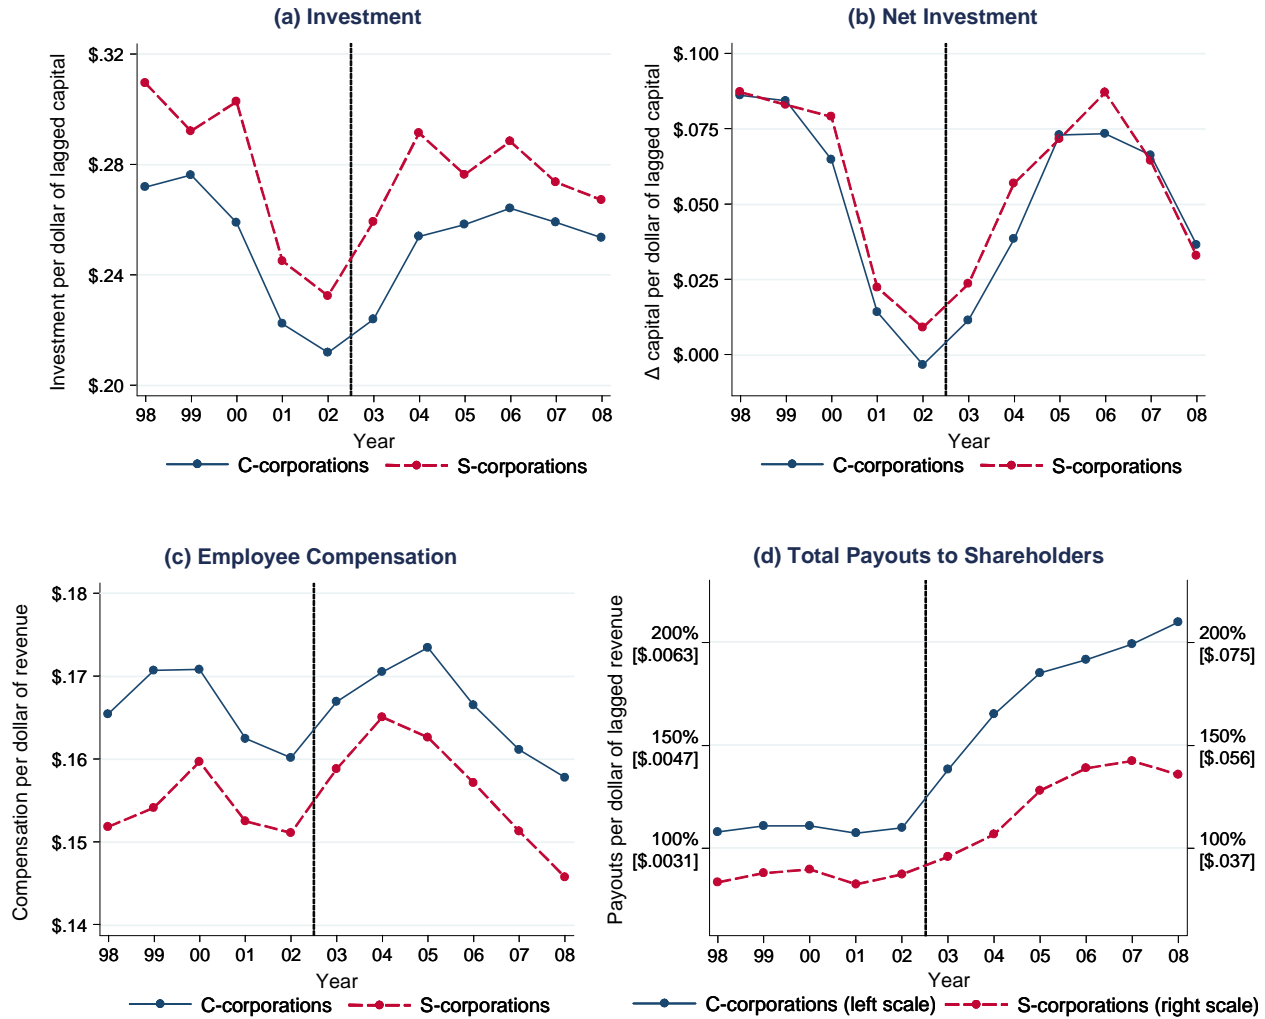 (a) Investment
Investment per dollar of lagged capital
$.32
$.28
$.24
$.20
98 99 00 01 02 03 04 05 06 07 08
Year
C-corporations S-corporations
(b) Net Investment
Δ capital per dollar of lagged capital
$.100
$.075
$.050
$.025
$.000
98 99 00 01 02 03 04 05 06 07 08
Year
C-corporations S-corporations
(c) Employee Compensation
Compensation per dollar of revenue
$.18
$.17
$.16
$.15
$.14
98 99 00 01 02 03 04 05 06 07 08
Year
C-corporations S-corporations
(d) Total Payouts to Shareholders
Payouts per dollar of lagged revenue
200%
[$.0063]
150%
[$.0047]
100%
[$.0031]
200%
[$.075]
150%
[$.056]
100%
[$.037]
98 99 00 01 02 03 04 05 06 07 08
Year
C-corporations (left scale) S-corporations (right scale)